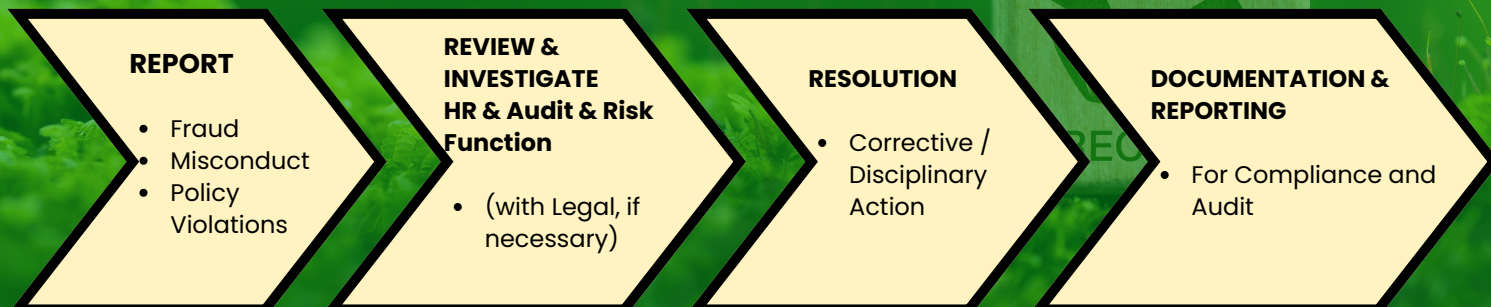 REPORT
• Fraud
• Misconduct
• Policy
Violations
REVIEW &
INVESTIGATE
HR & Audit & Risk
Function
• (with Legal, if
necessary)
RESOLUTION
• Corrective /
Disciplinary
Action
DOCUMENTATION &
REPORTING
• For Compliance and
Audit